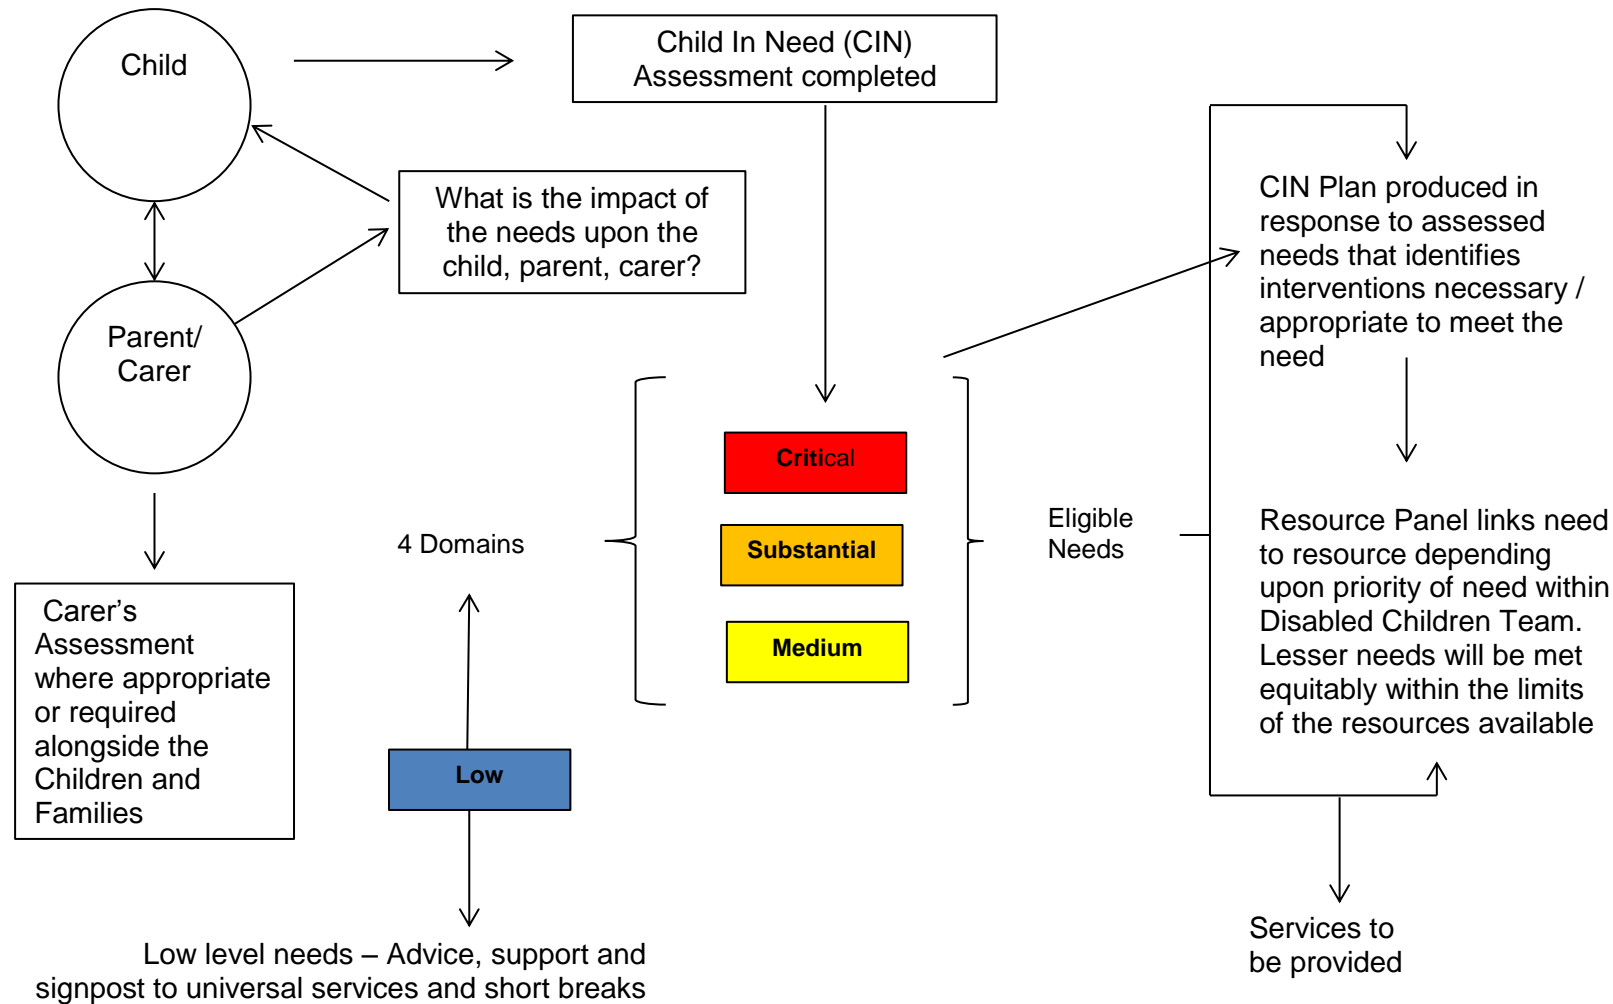 Child
Child In Need (CIN)
Assessment completed
What is the impact of
the needs upon the
child, parent, carer?
CIN Plan produced in
response to assessed
needs that identifies
interventions necessary /
appropriate to meet the
need
Parent/
Carer
Critical
Substantial
Medium
4 Domains
Eligible
Needs
Resource Panel links need
to resource depending
upon priority of need within
Disabled Children Team.
Lesser needs will be met
equitably within the limits
of the resources available
Carer’s
Assessment
where appropriate
or required
alongside the
Children and
Families
Low
Low level needs – Advice, support and
signpost to universal services and short breaks
Services to
be provided